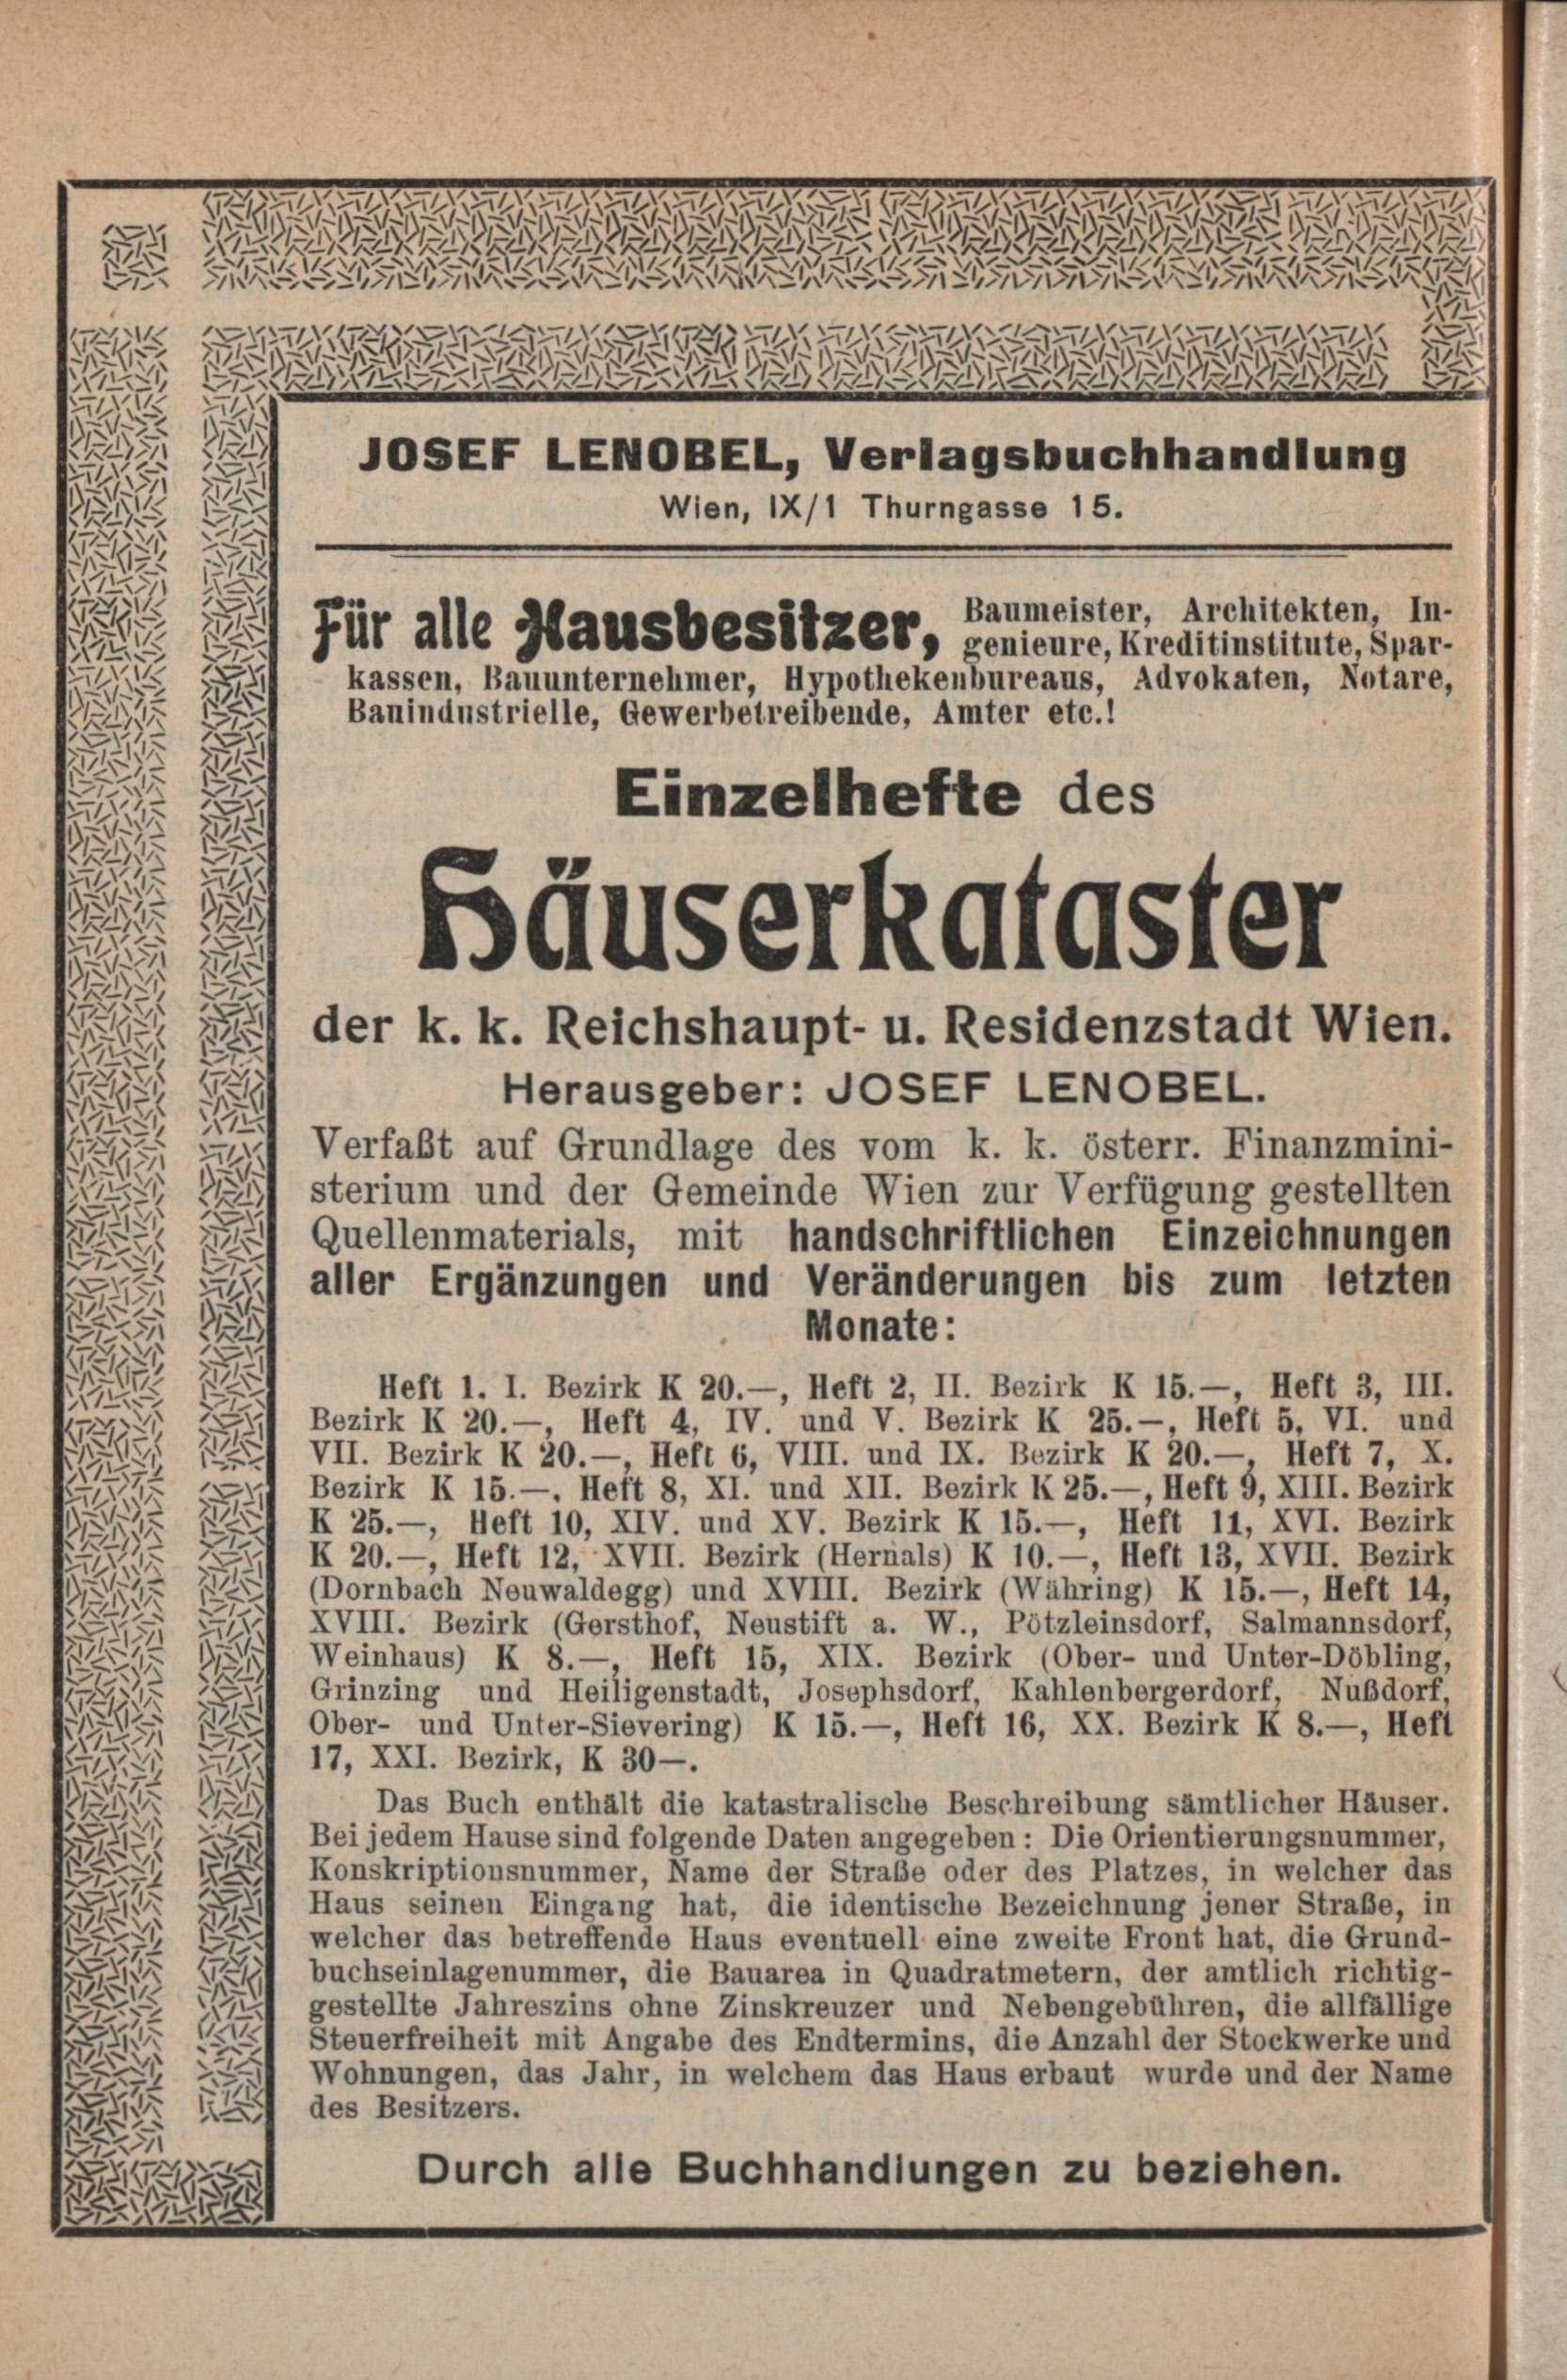 JOSEF LENOBEL, Verlagsbuchhandlung
Wien, IX/1 Thurngasse 15.
Für alle Hausbesitzer, Baumeister, Architekten, In-
genieure, Kreditinstitute, Spar-
kassen, Bauunternehmer, Hypothekenbureaus, Advokaten, Notare,
Bauindustrielle, Gewerbetreibende, Amter etc.!
Einzelhefte des
Häuserkataster
der k. k. Reichshaupt- u. Residenzstadt Wien.
Herausgeber: JOSEF LENOBEL.
Verfaßt auf Grundlage des vom k. k. österr. Finanzmini-
sterium und der Gemeinde Wien zur Verfügung gestellten
Quellenmaterials, mit handschriftlichen Einzeichnungen
aller Ergänzungen und Veränderungen bis zum letzten
Monate:
Heft 1. I. Bezirk K 20.—, Heft 2, II. Bezirk K 15.—, Heft 3, III.
Bezirk K 20.—, Heft 4, IV. und V. Bezirk K 25.—, Heft 5, VI. und
VII. Bezirk K 20.—, Heft 6, VIII. und IX. Bezirk K 20.—, Heft 7, X.
Bezirk K 15.—. Heft 8, XI. und XII. Bezirk K 25.—, Heft 9, XIII. Bezirk
K 25.—, Heft 10, XIV. und XV. Bezirk K 15.—, Heft 11, XVI. Bezirk
K 20.—, Heft 12, XVII. Bezirk (Hernals) K 10.—, Heft 13, XVII. Bezirk
(Dornbach Neuwaldegg) und XVIII. Bezirk (Währing) K 15.—, Heft 14,
XVIII. Bezirk (Gersthof, Neustift a. W., Pötzleinsdorf, Salmannsdorf,
Weinhaus) K 8.—, Heft 15, XIX. Bezirk (Ober- und Unter-Döbling,
Grinzing und Heiligenstadt, Josephsdorf, Kahlenbergerdorf, Nußdorf,
Ober- und Unter-Sievering) K 15.—, Heft 16, XX. Bezirk K 8.—, Heft
17, XXI. Bezirk, K 30—.
Das Buch enthält die katastralische Beschreibung sämtlicher Häuser.
Bei jedem Hause sind folgende Daten angegeben: Die Orientierungsnummer,
Konskriptionsnummer, Name der Straße oder des Platzes, in welcher das
Haus seinen Eingang hat, die identische Bezeichnung jener Straße, in
welcher das betreffende Haus eventuell eine zweite Front hat, die Grund-
buchseinlagenummer, die Bauarea in Quadratmetern, der amtlich richtig-
gestellte Jahreszins ohne Zinskreuzer und Nebengebühren, die allfällige
Steuerfreiheit mit Angabe des Endtermins, die Anzahl der Stockwerke und
Wohnungen, das Jahr, in welchem das Haus erbaut wurde und der Name
des Besitzers.
Durch alle Buchhandlungen zu beziehen.